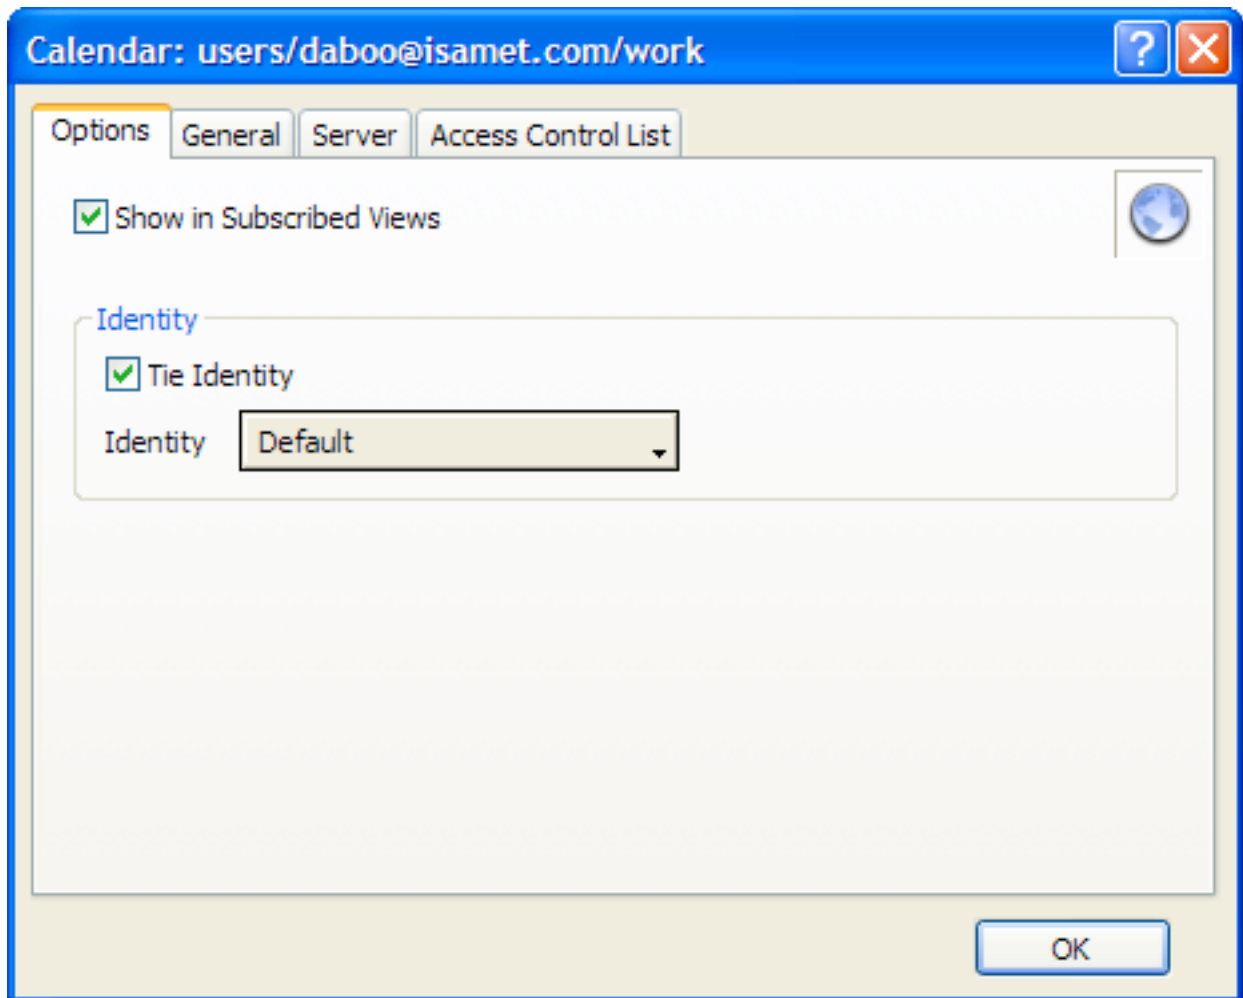 Calendar: users/daboo@isamet.com/work
?
Options General Server Access Control List
Show in Subscribed Views
Identity
Tie Identity
Identity Default
OK